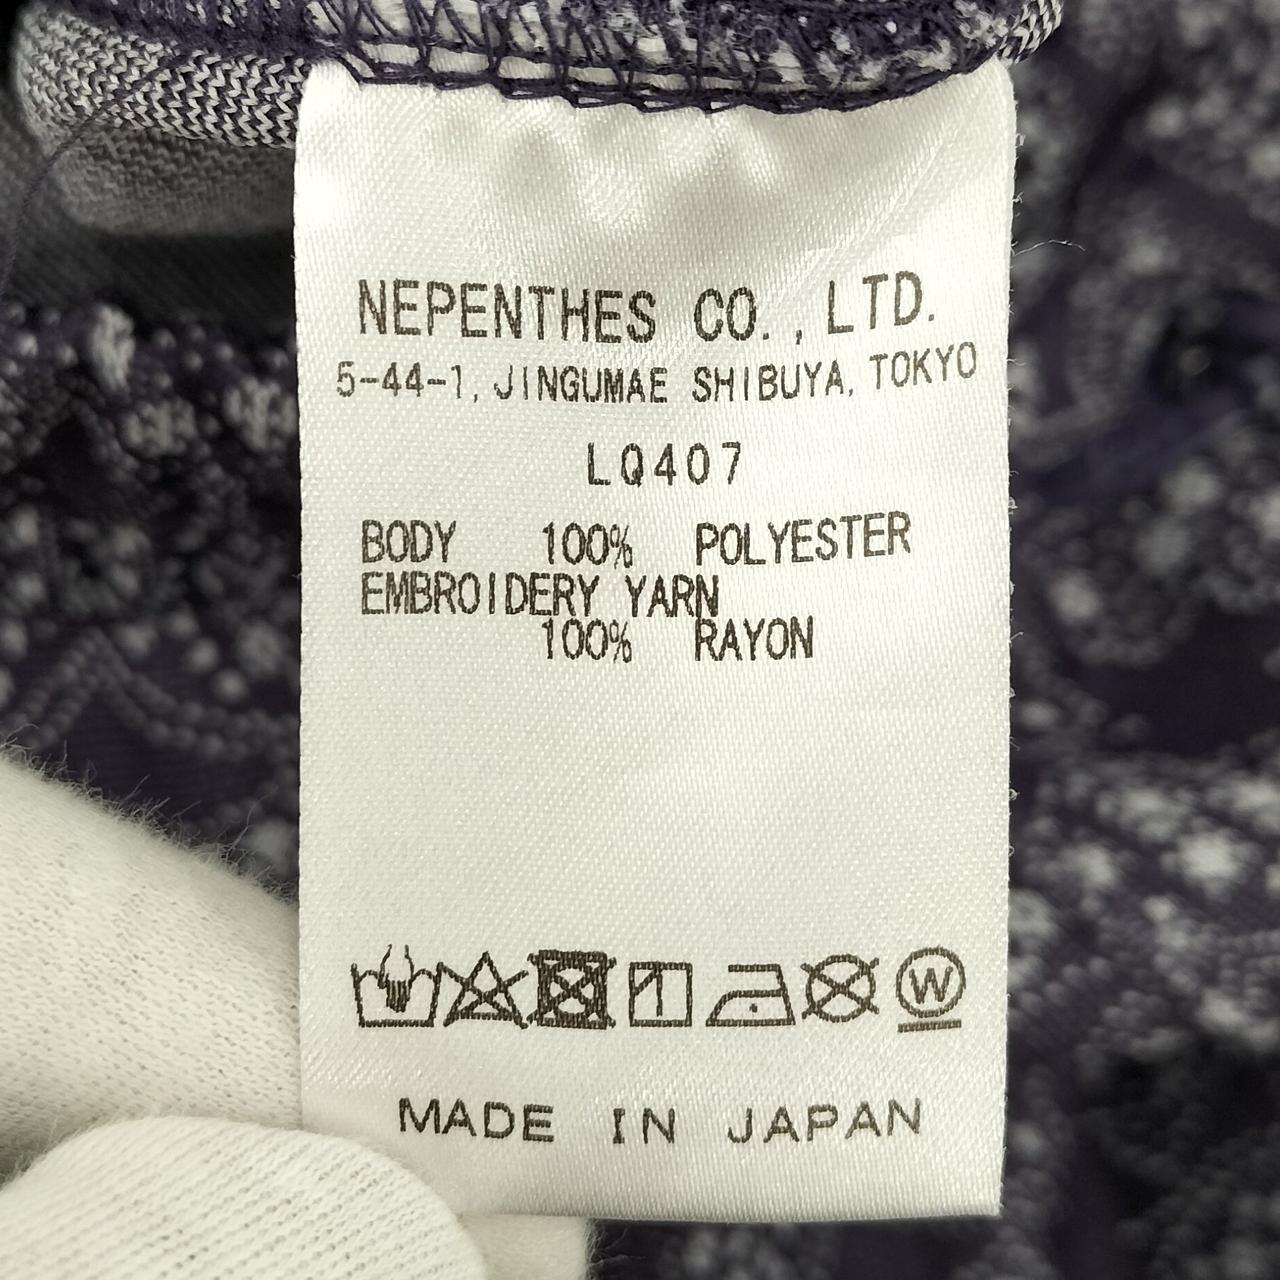 NEPENTHES CO.,LTD.
5-44-1, JINGUMAE SHIBUYA, TOKYO
LQ407
BODY 100% POLYESTER
EMBROIDERY YARN
100% RAYON
W
MADE IN JAPAN